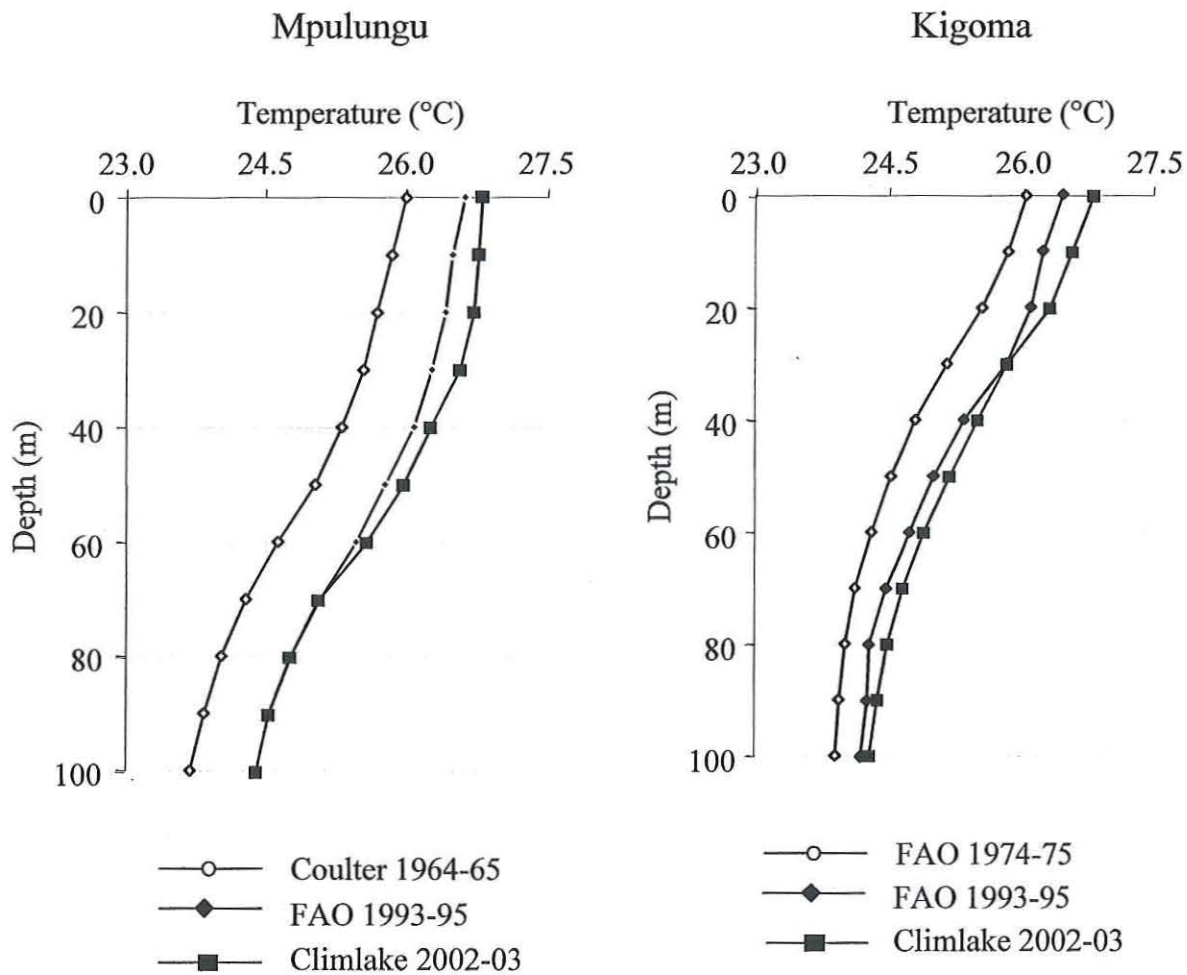 Mpulungu
Temperature (°C)
23.0 24.5 26.0 27.5
0
20
40
60
80
100
Depth (m)
Coulter 1964-65
FAO 1993-95
Climlake 2002-03
Kigoma
Temperature (°C)
23.0 24.5 26.0 27.5
0
20
40
60
80
100
Depth (m)
FAO 1974-75
FAO 1993-95
Climlake 2002-03